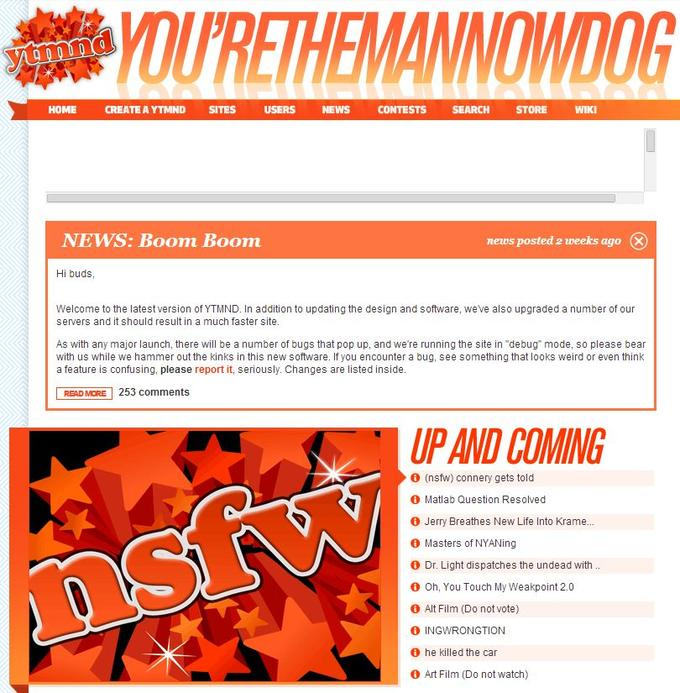 ytmnd
YOU'RETHEMANNOWDOG
HOME CREATE A YTMND SITES USERS NEWS CONTESTS SEARCH STORE WIKI
NEWS: Boom Boom
news posted 2 weeks ago
Hi buds,
Welcome to the latest version of YTMND. In addition to updating the design and software, we've also upgraded a number of our
servers and it should result in a much faster site.
As with any major launch, there will be a number of bugs that pop up, and we're running the site in "debug" mode, so please bear
with us while we hammer out the kinks in this new software. If you encounter a bug, see something that looks weird or even think
a feature is confusing, please report it, seriously. Changes are listed inside.
READ MORE 253 comments
nsfw
UP AND COMING
(nsfw) connery gets told
Matlab Question Resolved
Jerry Breathes New Life Into Krame...
Masters of NYANing
Dr. Light dispatches the undead with ..
Oh, You Touch My Weakpoint 2.0
Alt Film (Do not vote)
INGWRONGTION
he killed the car
Art Film (Do not watch)